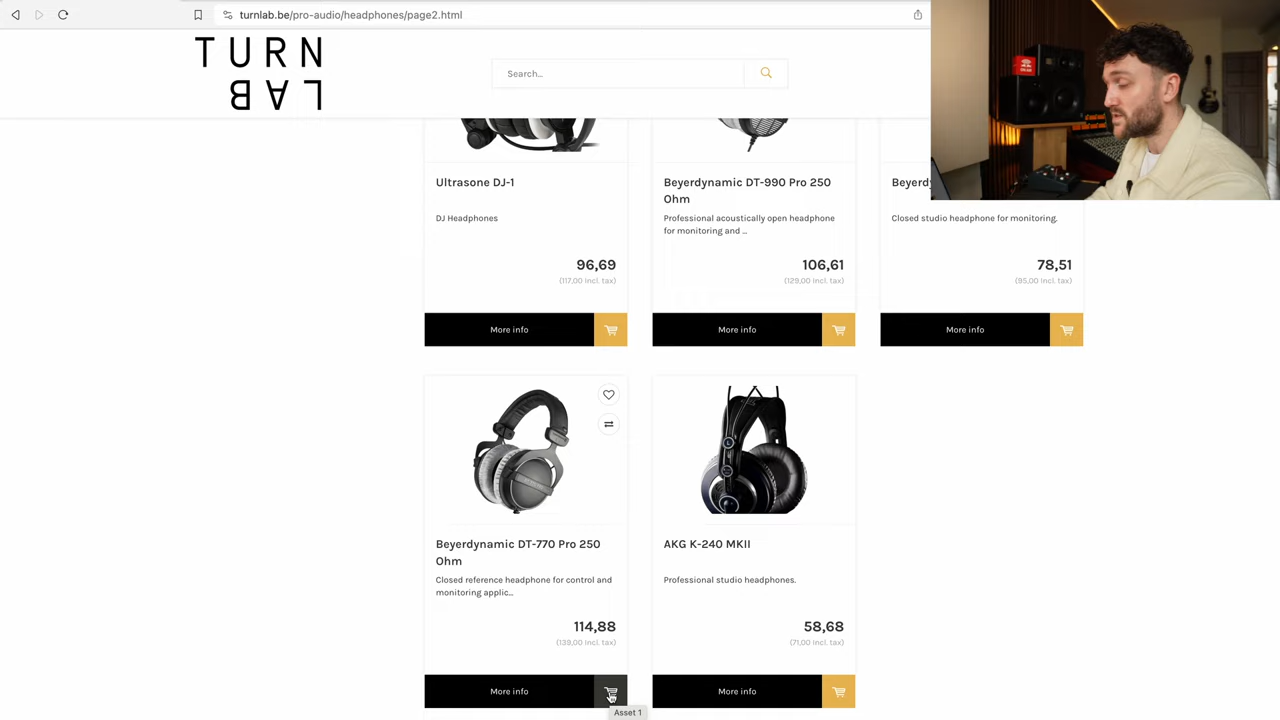 turnlab.be/pro-audio/headphones/page2.html
TURN
LAB
Search...
Ultrasone DJ-1
DJ Headphones
96,69
(117,00 Incl. tax)
More info
Beyerdynamic DT-990 Pro 250
Ohm
Professional acoustically open headphone
for monitoring and ...
106,61
(129,00 Incl. tax)
More info
Closed studio headphone for monitoring.
78,51
(95,00 Incl. tax)
More info
Beyerdynamic DT-770 Pro 250
Ohm
Closed reference headphone for control and
monitoring applic...
114,88
(139,00 Incl. tax)
More info
Asset 1
AKG K-240 MKII
Professional studio headphones.
58,68
(71,00 Incl. tax)
More info